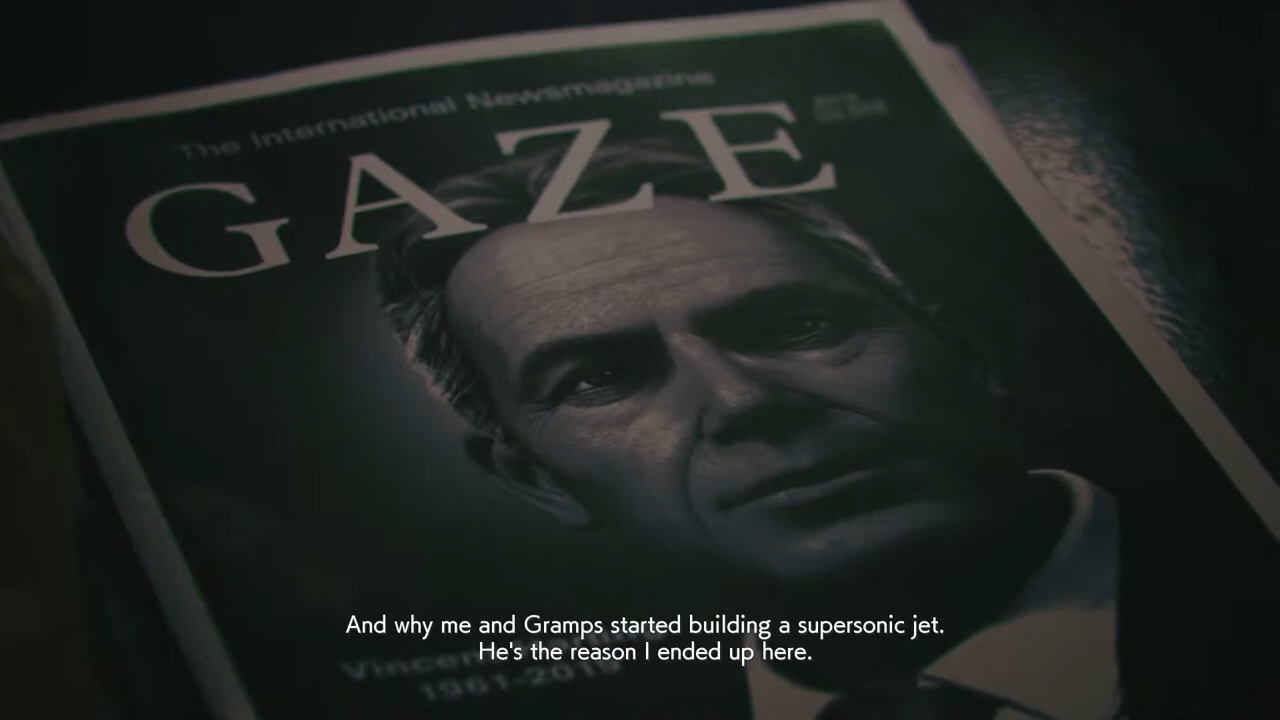 The International Newsmagazine
GAZE
And why me and Gramps started building a supersonic jet.
He's the reason I ended up here.